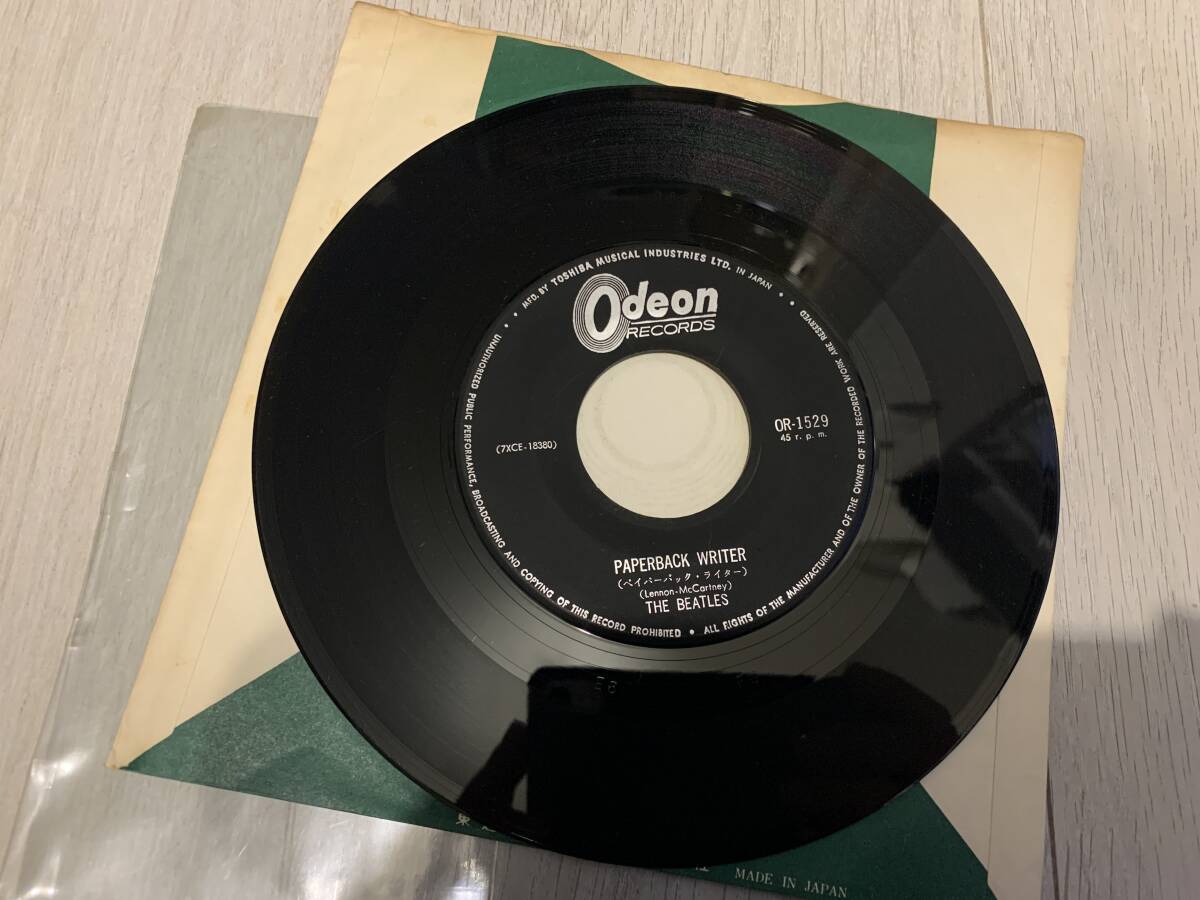 MFD. BY TOSHIBA MUSICAL INDUSTRIES LTD. IN JAPAN
Odeon
RECORDS
OR-1529
45 r. p. m.
(7XCE-18380)
PAPERBACK WRITER
(ペイパーバック・ライター)
(Lennon-McCartney)
THE BEATLES
UNAUTHORIZED PUBLIC PERFORMANCE, BROADCASTING AND COPYING OF THIS RECORD PROHIBITED • ALL RIGHTS OF THE MANUFACTURER AND OF THE OWNER OF THE RECORDED WORK ARE RESERVED
東
MADE IN JAPAN